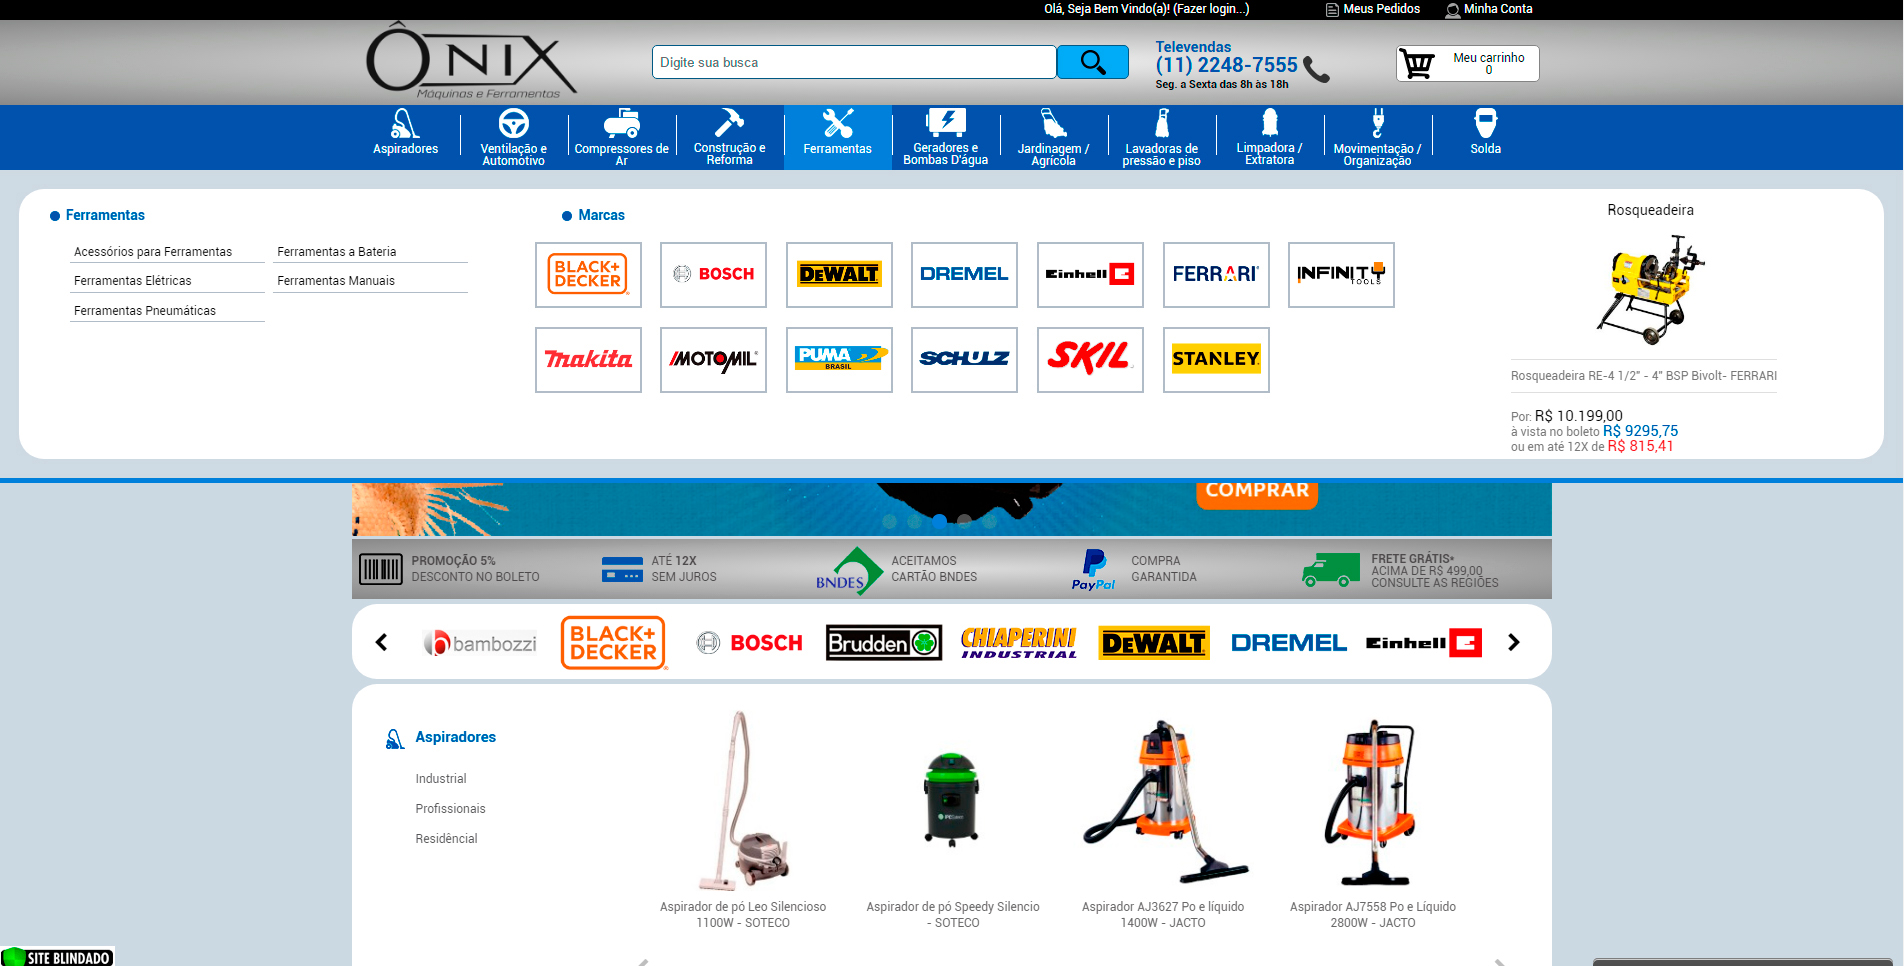 Olá, Seja Bem Vindo(a)! (Fazer login...)
Meus Pedidos
Minha Conta
ÔNIX
Máquinas e Ferramentas
Digite sua busca
Televendas
(11) 2248-7555
Seg. a Sexta das 8h às 18h
Meu carrinho
0
Aspiradores
Ventilação e
Automotivo
Compressores de
Ar
Construção e
Reforma
Ferramentas
Geradores e
Bombas D'água
Jardinagem /
Agrícola
Lavadoras de
pressão e piso
Limpadora /
Extratora
Movimentação /
Organização
Solda
Ferramentas
Acessórios para Ferramentas
Ferramentas a Bateria
Ferramentas Elétricas
Ferramentas Manuais
Ferramentas Pneumáticas
Marcas
BLACK+
DECKER
BOSCH
DEWALT
DREMEL
Einhell
FERRARI
INFINITY
TOOLS
makita
MOTOMIL
PUMA
BRASIL
SCHULZ
SKIL
STANLEY
Rosqueadeira
Rosqueadeira RE-4 1/2" - 4" BSP Bivolt- FERRARI
Por: R$ 10.199,00
à vista no boleto R$ 9295,75
ou em até 12X de R$ 815,41
COMPRAR
PROMOÇÃO 5%
DESCONTO NO BOLETO
ATÉ 12X
SEM JUROS
BNDES
ACEITAMOS
CARTÃO BNDES
PayPal
COMPRA
GARANTIDA
FRETE GRÁTIS*
ACIMA DE R$ 499,00
CONSULTE AS REGIÕES
bambozzi
BLACK+
DECKER
BOSCH
Brudden
CHIAPERINI
INDUSTRIAL
DEWALT
DREMEL
Einhell
Aspiradores
Industrial
Profissionais
Residêncial
Aspirador de pó Leo Silencioso
1100W - SOTECO
Aspirador de pó Speedy Silencio
- SOTECO
Aspirador AJ3627 Po e líquido
1400W - JACTO
Aspirador AJ7558 Po e Líquido
2800W - JACTO
SITE BLINDADO